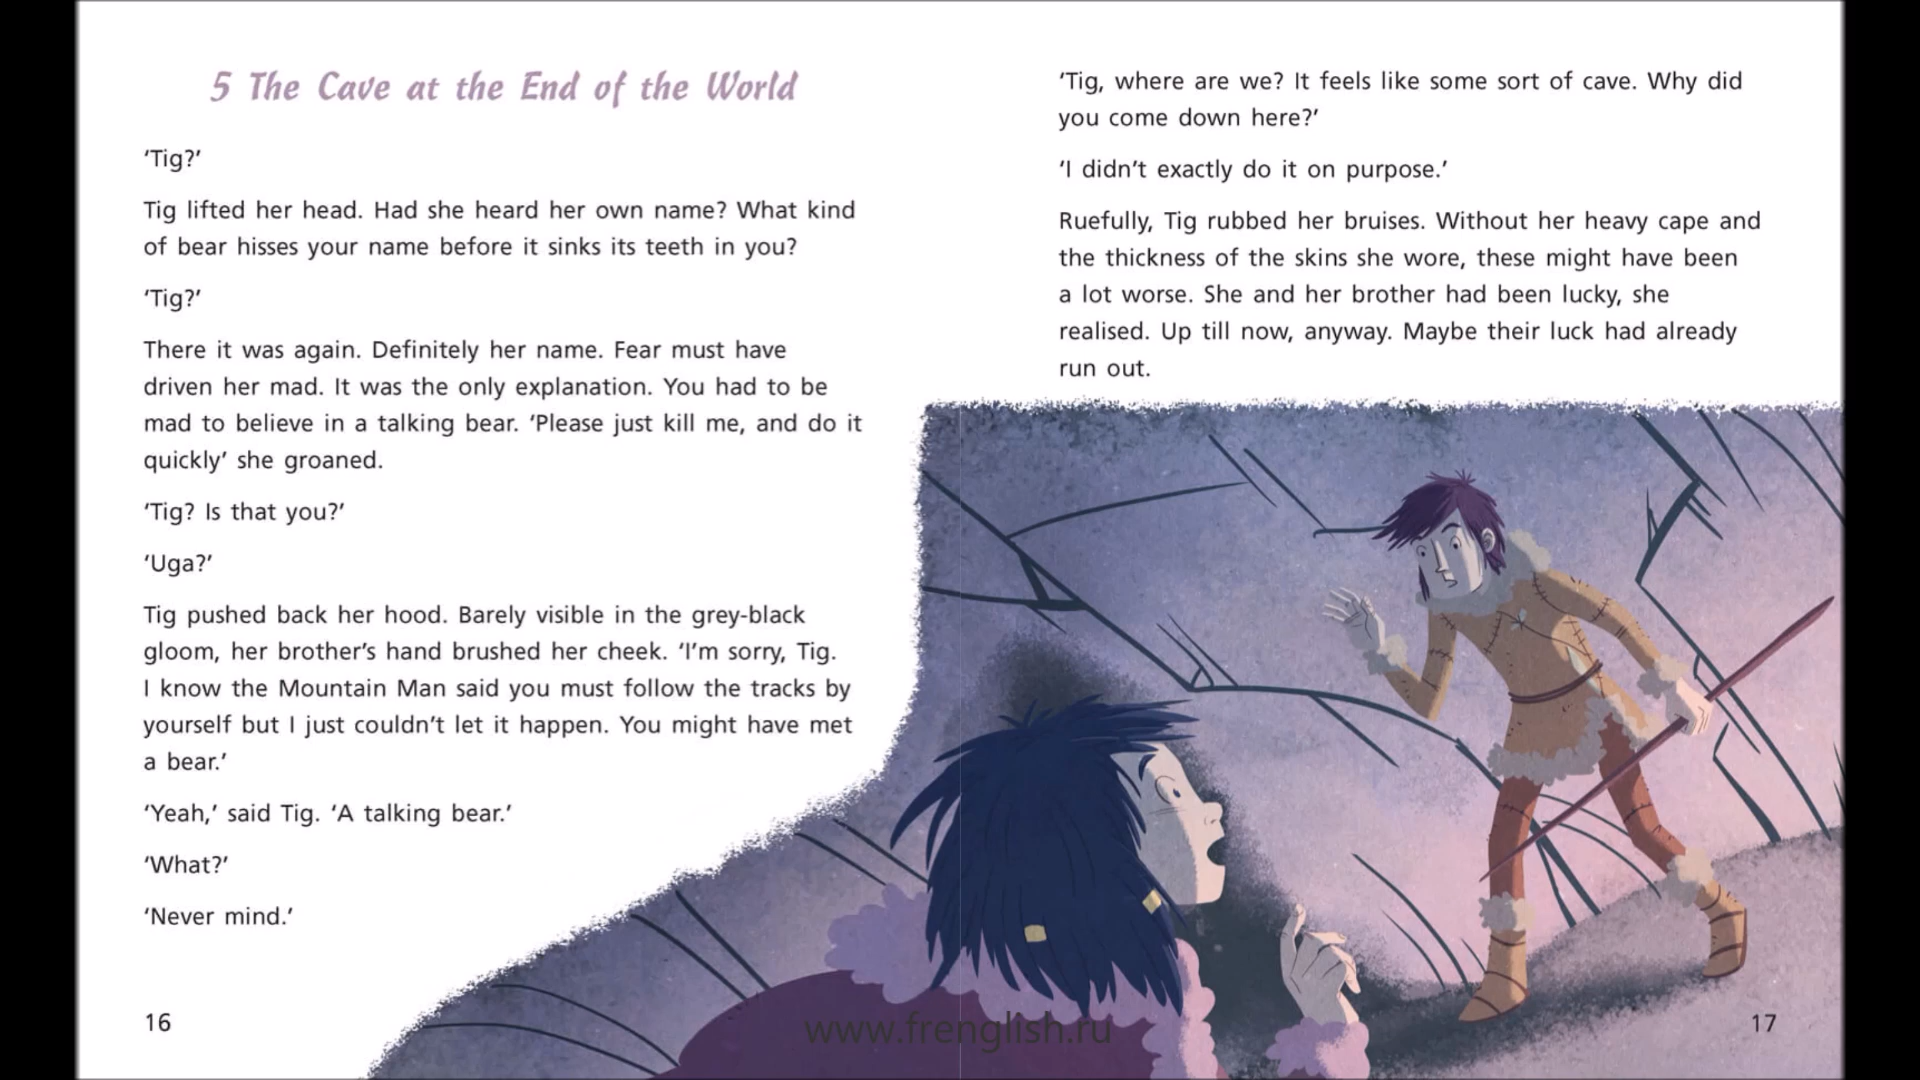 5 The Cave at the End of the World
‘Tig?’
Tig lifted her head. Had she heard her own name? What kind
of bear hisses your name before it sinks its teeth in you?
‘Tig?’
There it was again. Definitely her name. Fear must have
driven her mad. It was the only explanation. You had to be
mad to believe in a talking bear. ‘Please just kill me, and do it
quickly’ she groaned.
‘Tig? Is that you?’
‘Uga?’
Tig pushed back her hood. Barely visible in the grey-black
gloom, her brother’s hand brushed her cheek. ‘I’m sorry, Tig.
I know the Mountain Man said you must follow the tracks by
yourself but I just couldn’t let it happen. You might have met
a bear.’
‘Yeah,’ said Tig. ‘A talking bear.’
‘What?’
‘Never mind.’
16
‘Tig, where are we? It feels like some sort of cave. Why did
you come down here?’
‘I didn’t exactly do it on purpose.’
Ruefully, Tig rubbed her bruises. Without her heavy cape and
the thickness of the skins she wore, these might have been
a lot worse. She and her brother had been lucky, she
realised. Up till now, anyway. Maybe their luck had already
run out.
17
www.frenglish.ru